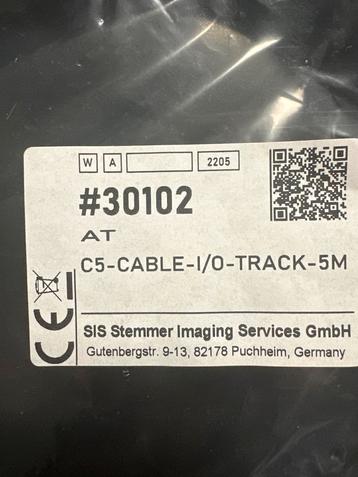 W A 2205
#30102
AT
C5-CABLE-I/O-TRACK-5M
CE
SIS Stemmer Imaging Services GmbH
Gutenbergstr. 9-13, 82178 Puchheim, Germany